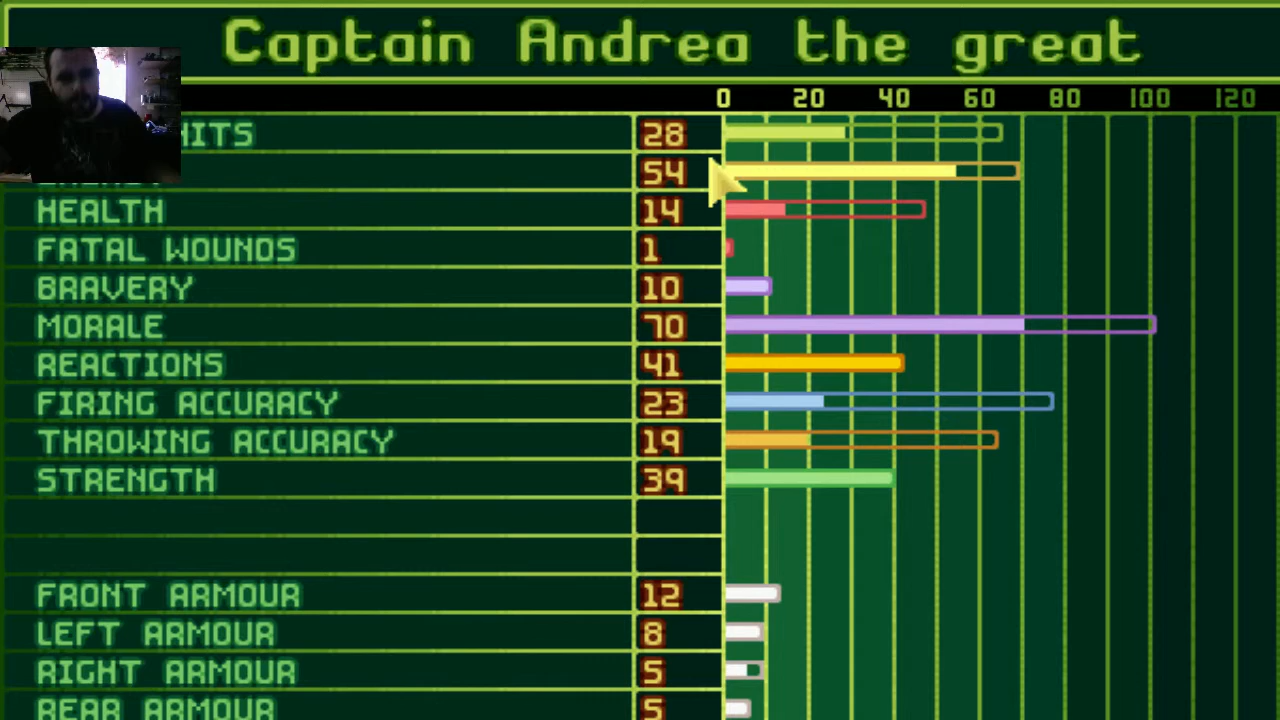 Captain Andrea the great
0 20 40 60 80 100 120
28
54
HEALTH 14
FATAL WOUNDS 1
BRAVERY 10
MORALE 70
REACTIONS 41
FIRING ACCURACY 23
THROWING ACCURACY 19
STRENGTH 39
FRONT ARMOUR 12
LEFT ARMOUR 8
RIGHT ARMOUR 5
REAR ARMOUR 5